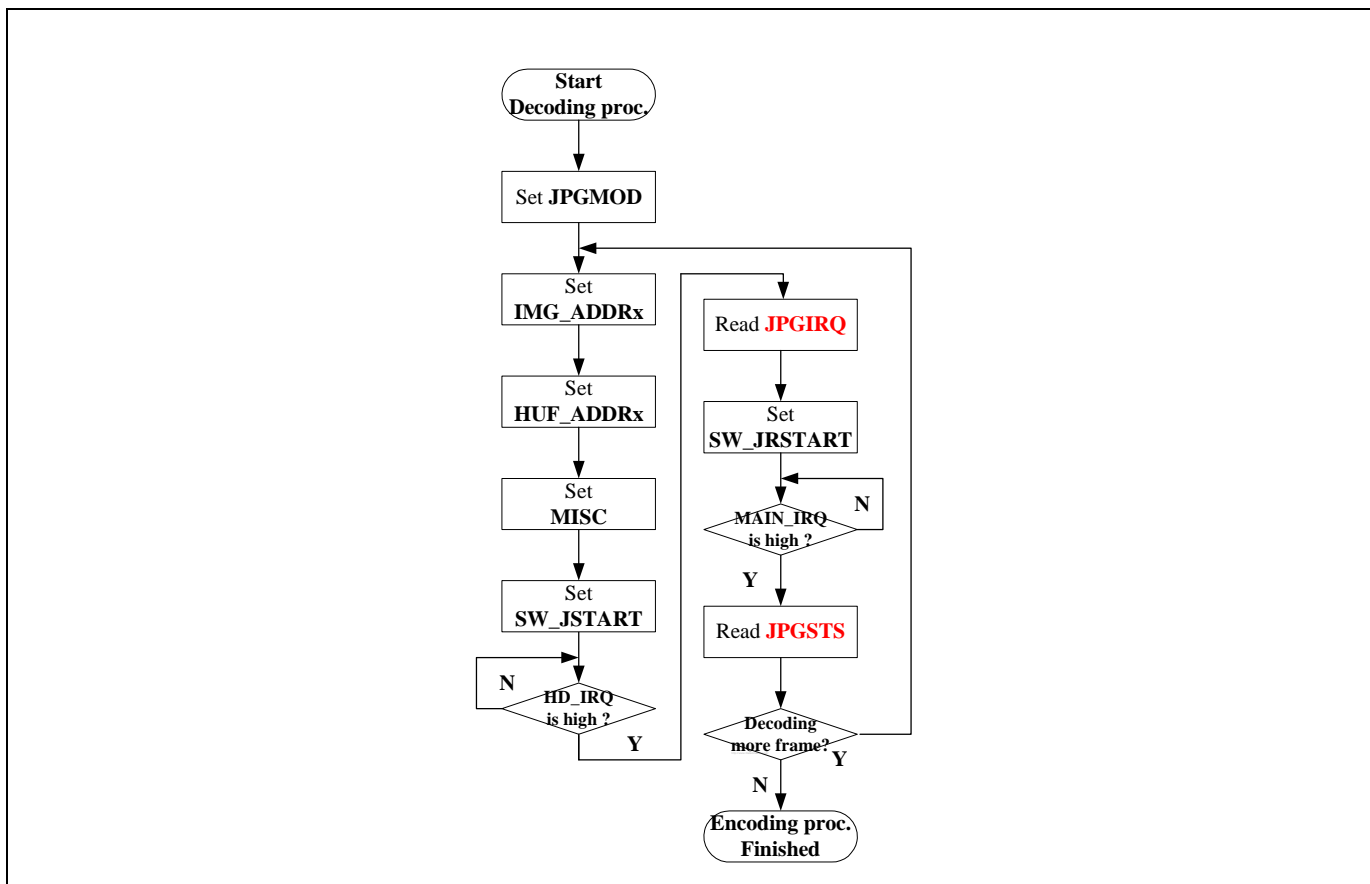 Start
Decoding proc.
Set JPGMOD
Set
IMG_ADDRx
Set
HUF_ADDRx
Set
MISC
Set
SW_JSTART
N
HD_IRQ
is high ?
Y
Read JPGIRQ
Set
SW_JRSTART
N
MAIN_IRQ
is high ?
Y
Read JPGSTS
Decoding
more frame?
Y
N
Encoding proc.
Finished